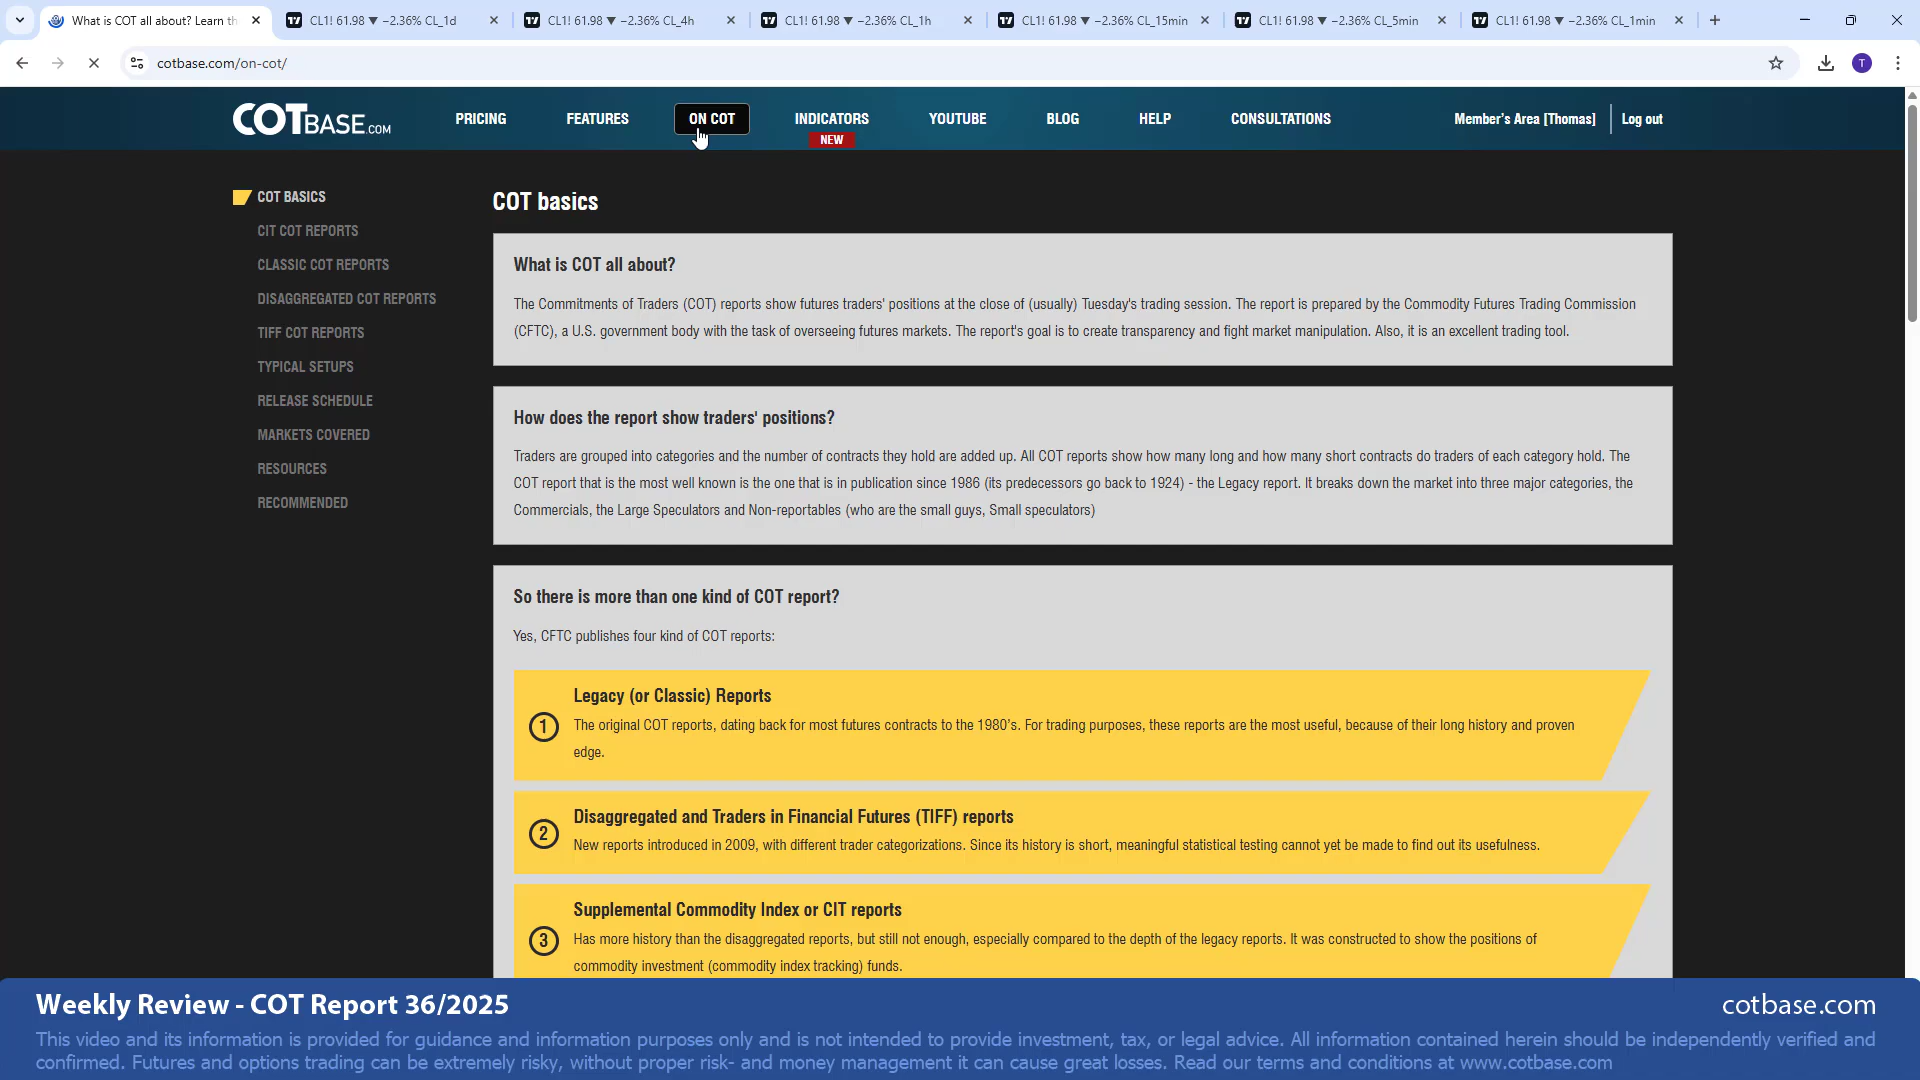 What is COT all about? Learn th
CL1! 61.98 ▼ −2.36% CL_1d
CL1! 61.98 ▼ −2.36% CL_4h
CL1! 61.98 ▼ −2.36% CL_1h
CL1! 61.98 ▼ −2.36% CL_15min
CL1! 61.98 ▼ −2.36% CL_5min
CL1! 61.98 ▼ −2.36% CL_1min
cotbase.com/on-cot/
T
COTBASE.COM
PRICING
FEATURES
ON COT
INDICATORS
NEW
YOUTUBE
BLOG
HELP
CONSULTATIONS
Member's Area [Thomas]
Log out
COT BASICS
CIT COT REPORTS
CLASSIC COT REPORTS
DISAGGREGATED COT REPORTS
TIFF COT REPORTS
TYPICAL SETUPS
RELEASE SCHEDULE
MARKETS COVERED
RESOURCES
RECOMMENDED
COT basics
What is COT all about?
The Commitments of Traders (COT) reports show futures traders' positions at the close of (usually) Tuesday's trading session. The report is prepared by the Commodity Futures Trading Commission
(CFTC), a U.S. government body with the task of overseeing futures markets. The report's goal is to create transparency and fight market manipulation. Also, it is an excellent trading tool.
How does the report show traders' positions?
Traders are grouped into categories and the number of contracts they hold are added up. All COT reports show how many long and how many short contracts do traders of each category hold. The
COT report that is the most well known is the one that is in publication since 1986 (its predecessors go back to 1924) - the Legacy report. It breaks down the market into three major categories, the
Commercials, the Large Speculators and Non-reportables (who are the small guys, Small speculators)
So there is more than one kind of COT report?
Yes, CFTC publishes four kind of COT reports:
1
Legacy (or Classic) Reports
The original COT reports, dating back for most futures contracts to the 1980's. For trading purposes, these reports are the most useful, because of their long history and proven
edge.
2
Disaggregated and Traders in Financial Futures (TIFF) reports
New reports introduced in 2009, with different trader categorizations. Since its history is short, meaningful statistical testing cannot yet be made to find out its usefulness.
3
Supplemental Commodity Index or CIT reports
Has more history than the disaggregated reports, but still not enough, especially compared to the depth of the legacy reports. It was constructed to show the positions of
commodity investment (commodity index tracking) funds.
Weekly Review - COT Report 36/2025
cotbase.com
This video and its information is provided for guidance and information purposes only and is not intended to provide investment, tax, or legal advice. All information contained herein should be independently verified and
confirmed. Futures and options trading can be extremely risky, without proper risk- and money management it can cause great losses. Read our terms and conditions at www.cotbase.com